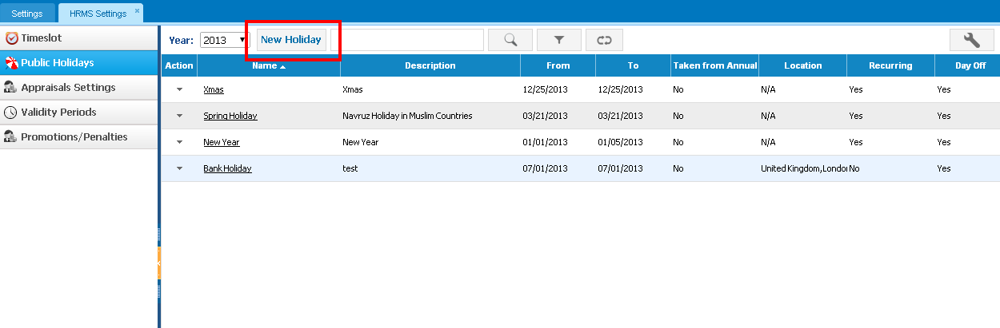 Settings HRMS Settings ×
Timeslot
Public Holidays
Appraisals Settings
Validity Periods
Promotions/Penalties
Year: 2013 New Holiday
Action Name Description From To Taken from Annual Location Recurring Day Off
Xmas Xmas 12/25/2013 12/25/2013 No N/A Yes Yes
Spring Holiday Navruz Holiday in Muslim Countries 03/21/2013 03/21/2013 No N/A Yes Yes
New Year New Year 01/01/2013 01/05/2013 No N/A Yes Yes
Bank Holiday test 07/01/2013 07/01/2013 No United Kingdom,London No Yes